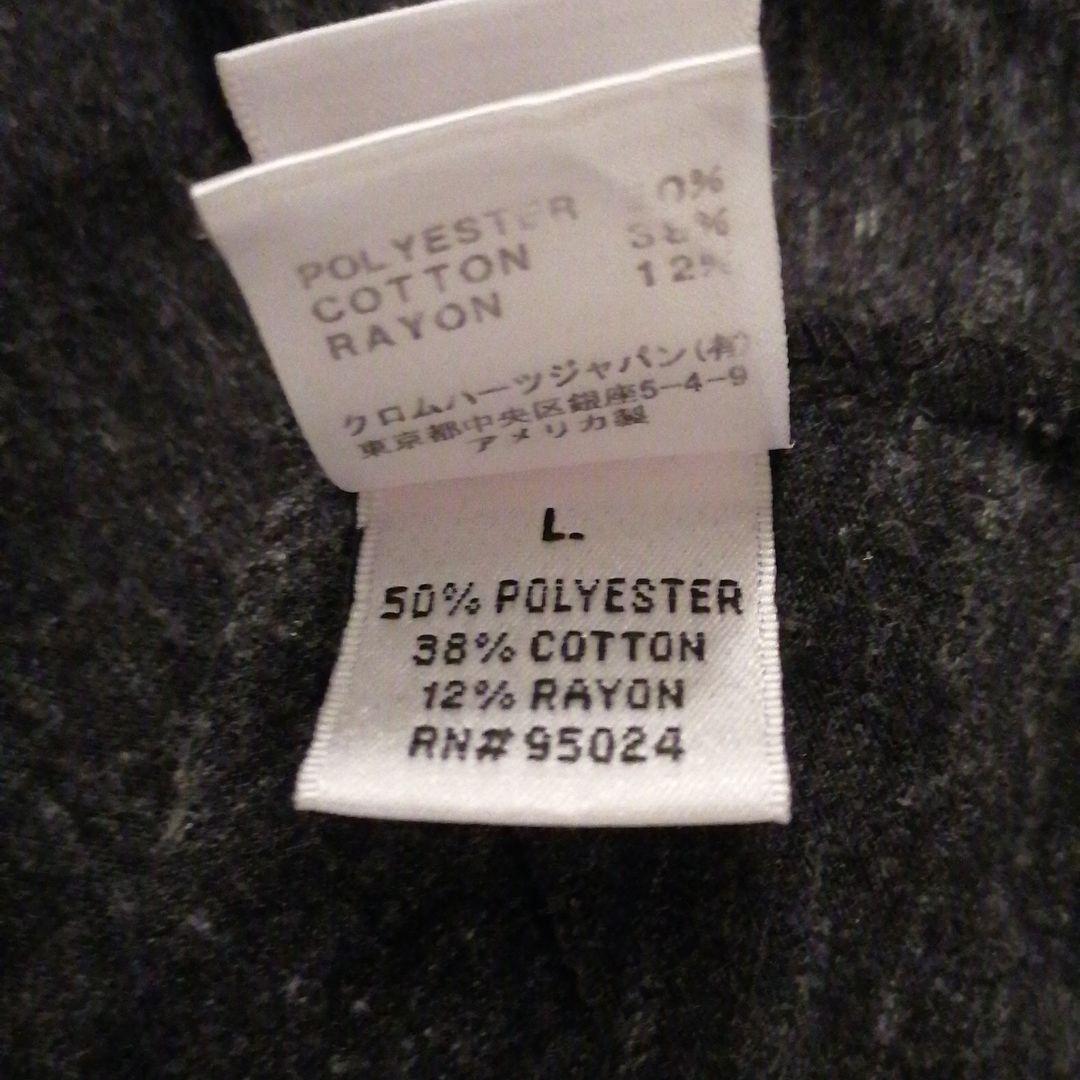 POLYESTER 0%
COTTON 38%
RAYON 12%
クロムハーツジャパン(有)
東京都中央区銀座5-4-9
アメリカ製
L.
50% POLYESTER
38% COTTON
12% RAYON
RN# 95024